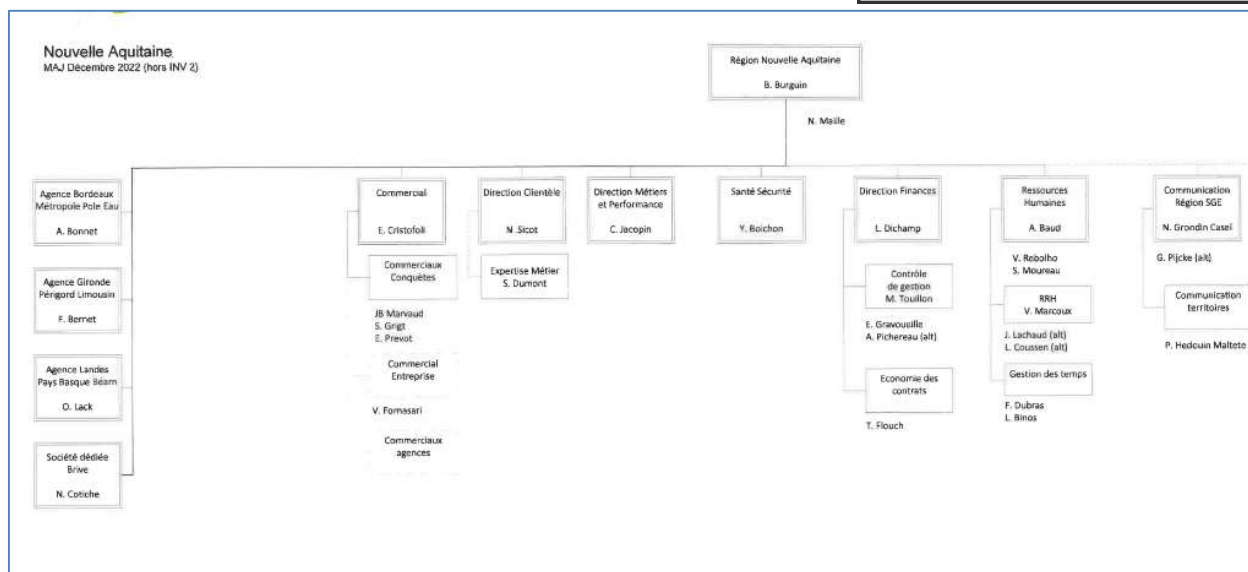 Nouvelle Aquitaine
MAJ Décembre 2022 (hors INV 2)
Région Nouvelle Aquitaine
B. Burguin
N. Maille
Agence Bordeaux
Métropole Pole Eau
A. Bonnet
Agence Gironde
Périgord Limousin
F. Bernet
Agence Landes
Pays Basque Béarn
O. Lack
Société dédiée
Brive
N. Cotiche
Commercial
E. Cristofoli
Commerciaux
Conquêtes
JB Marvaud
S. Grigt
E. Prevot
Commercial
Entreprise
V. Fornasari
Commerciaux
agences
Direction Clientèle
N .Sicot
Expertise Métier
S. Dumont
Direction Métiers
et Performance
C. Jacopin
Santé Sécurité
Y. Boichon
Direction Finances
L. Dichamp
Contrôle
de gestion
M. Touillon
E. Gravouille
A. Pichereau (alt)
Economie des
contrats
T. Flouch
Ressources
Humaines
A. Baud
V. Rebolho
S. Moureau
RRH
V. Marcoux
J. Lachaud (alt)
L. Coussen (alt)
Gestion des temps
F. Dubras
L. Binos
Communication
Région SGE
N. Grondin Casei
G. Pijcke (alt)
Communication
territoires
P. Hedouin Maltete